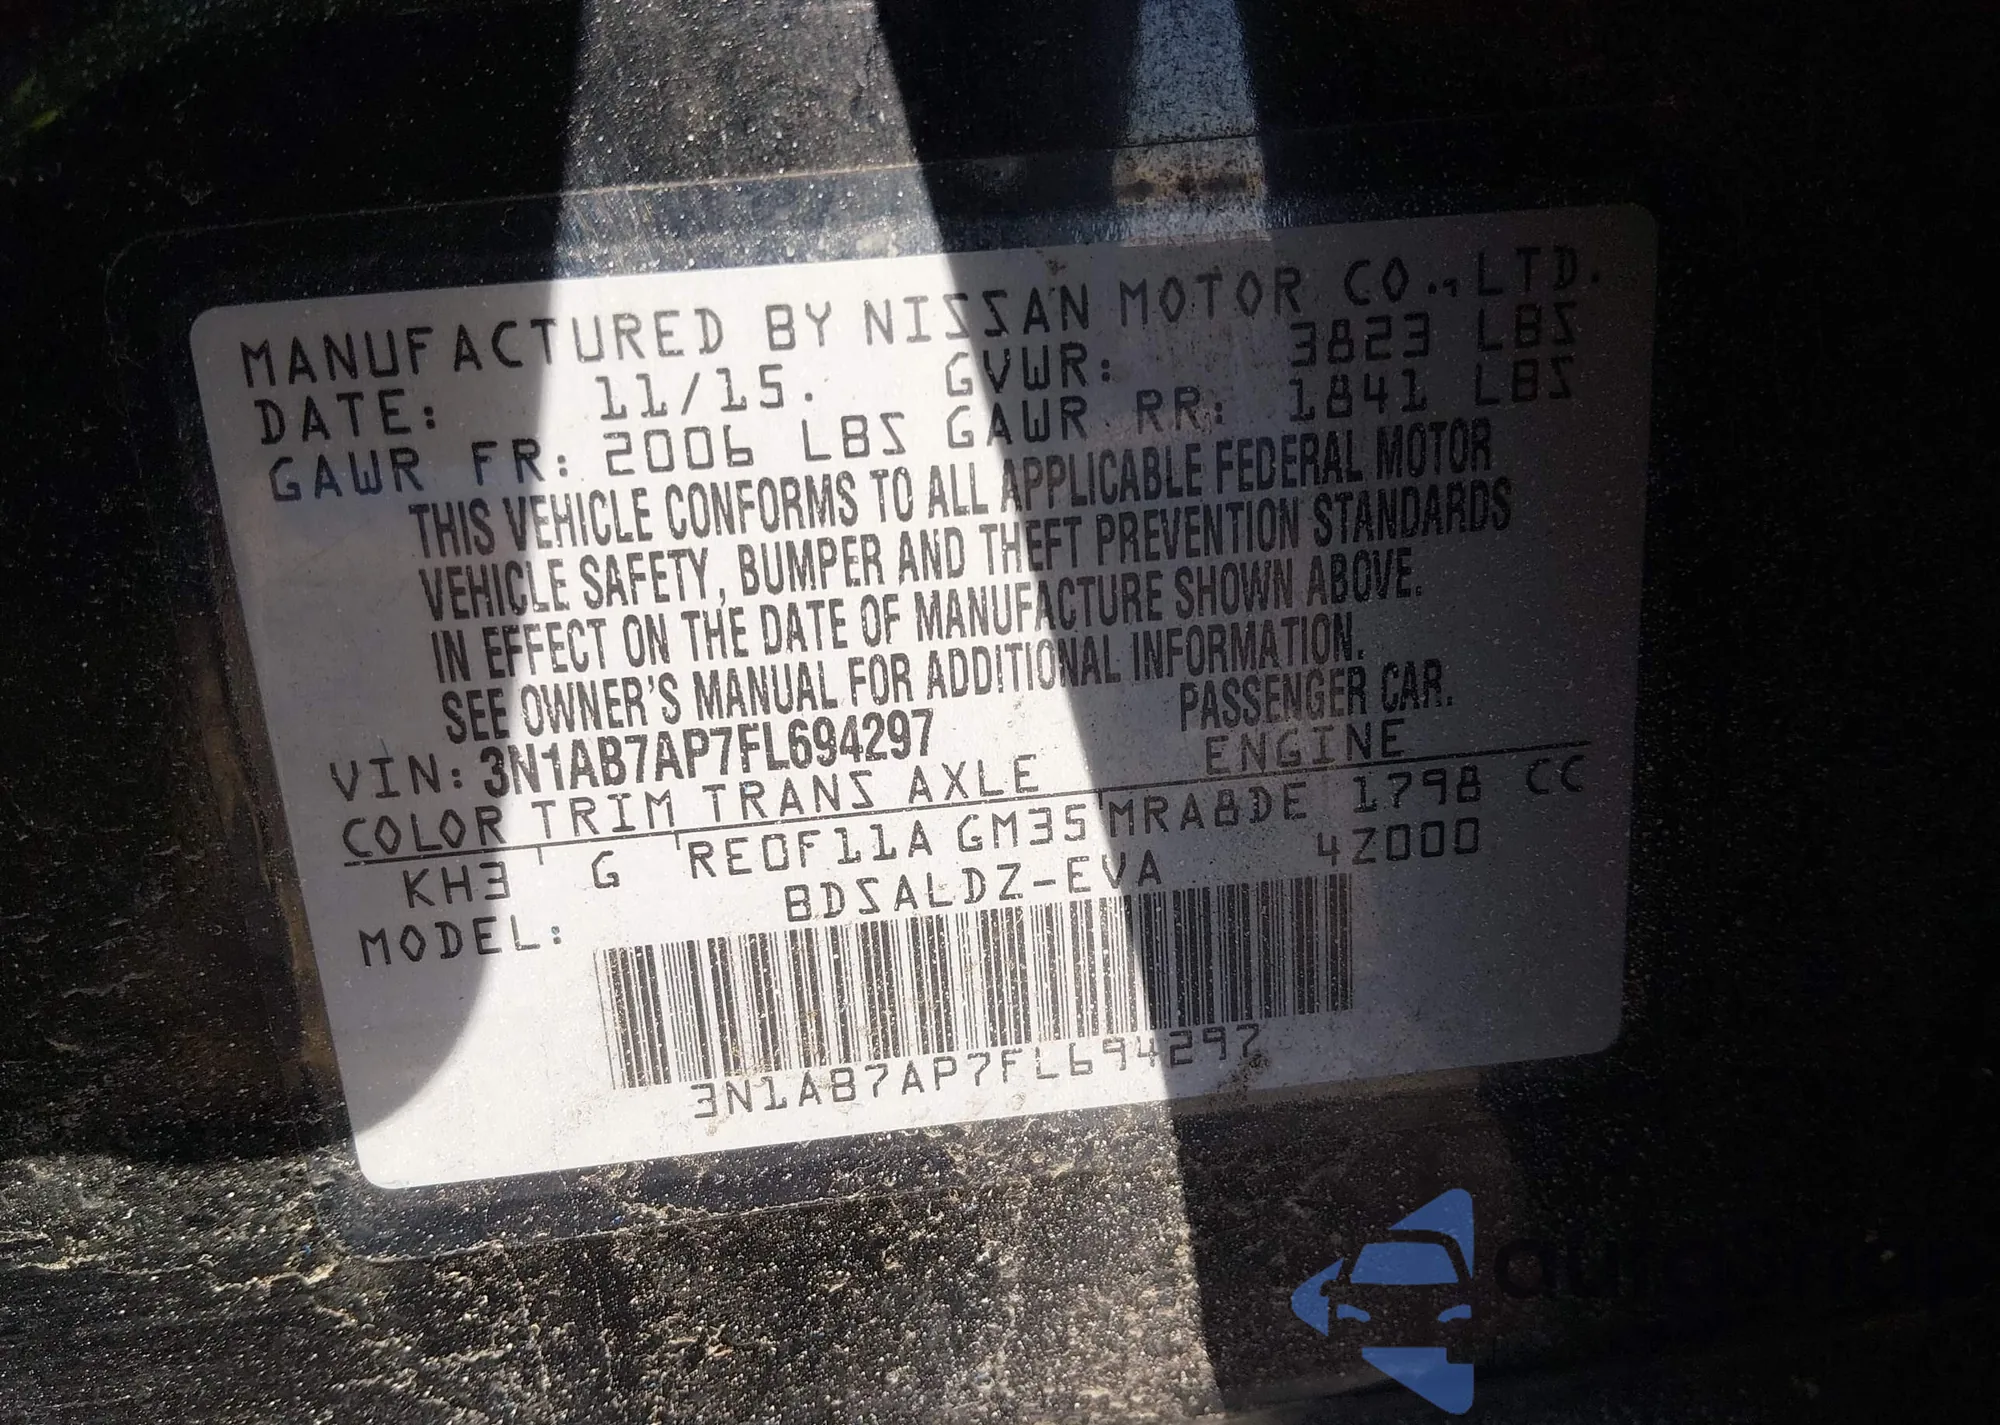 MANUFACTURED BY NISSAN MOTOR CO., LTD.
DATE: 11/15. GVWR: 3823 LBS
GAWR FR: 2006 LBS GAWR RR: 1841 LBS
THIS VEHICLE CONFORMS TO ALL APPLICABLE FEDERAL MOTOR
VEHICLE SAFETY, BUMPER AND THEFT PREVENTION STANDARDS
IN EFFECT ON THE DATE OF MANUFACTURE SHOWN ABOVE.
SEE OWNER'S MANUAL FOR ADDITIONAL INFORMATION.
VIN: 3N1AB7AP7FL694297 PASSENGER CAR.
COLOR TRIM TRANS AXLE ENGINE
KH3 G RE0F11A GM35 MRA8DE 1798 CC
MODEL: BDSALDZ-EVA 4Z000
3N1AB7AP7FL694297